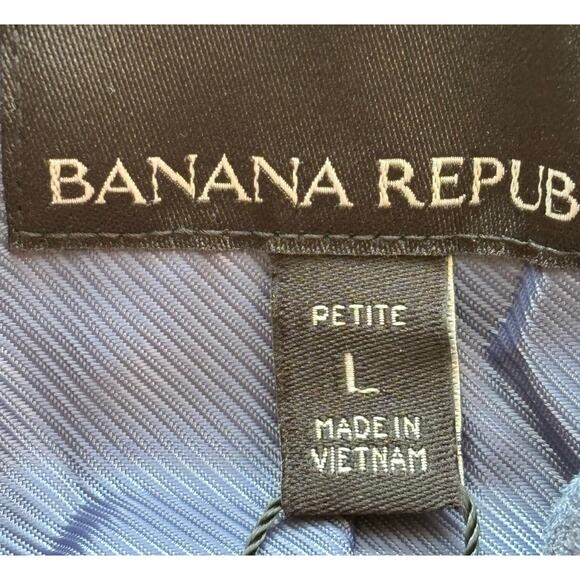 BANANA REPUB
PETITE
L
MADE IN
VIETNAM